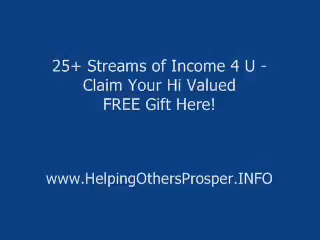 25+ Streams of Income 4 U -
Claim Your Hi Valued
FREE Gift Here!
www.HelpingOthersProsper.INFO